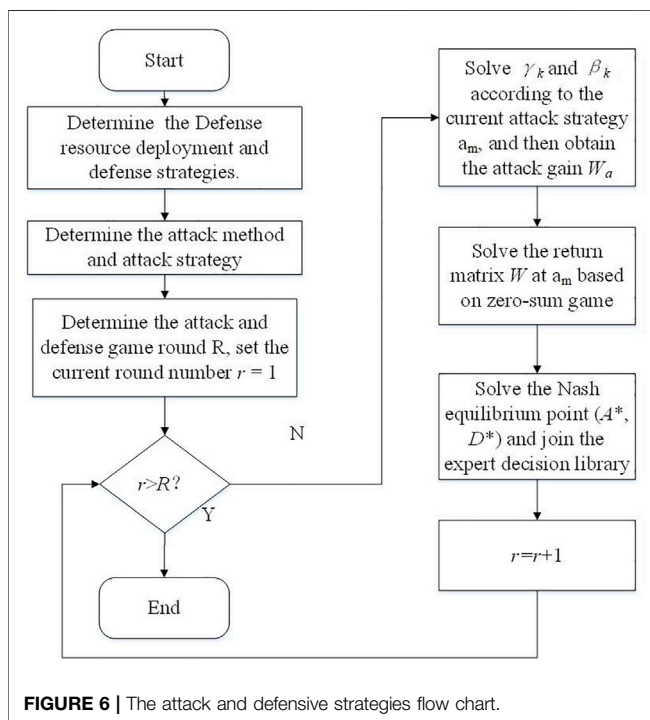 Start
Determine the Defense
resource deployment and
defense strategies.
Determine the attack method
and attack strategy
Determine the attack and
defense game round R, set the
current round number r = 1
N
r>R?
Y
End
Solve γk and βk
according to the
current attack strategy
am, and then obtain
the attack gain Wa
Solve the return
matrix W at am based
on zero-sum game
Solve the Nash
equilibrium point (A*,
D*) and join the
expert decision library
r=r+1
FIGURE 6 | The attack and defensive strategies flow chart.